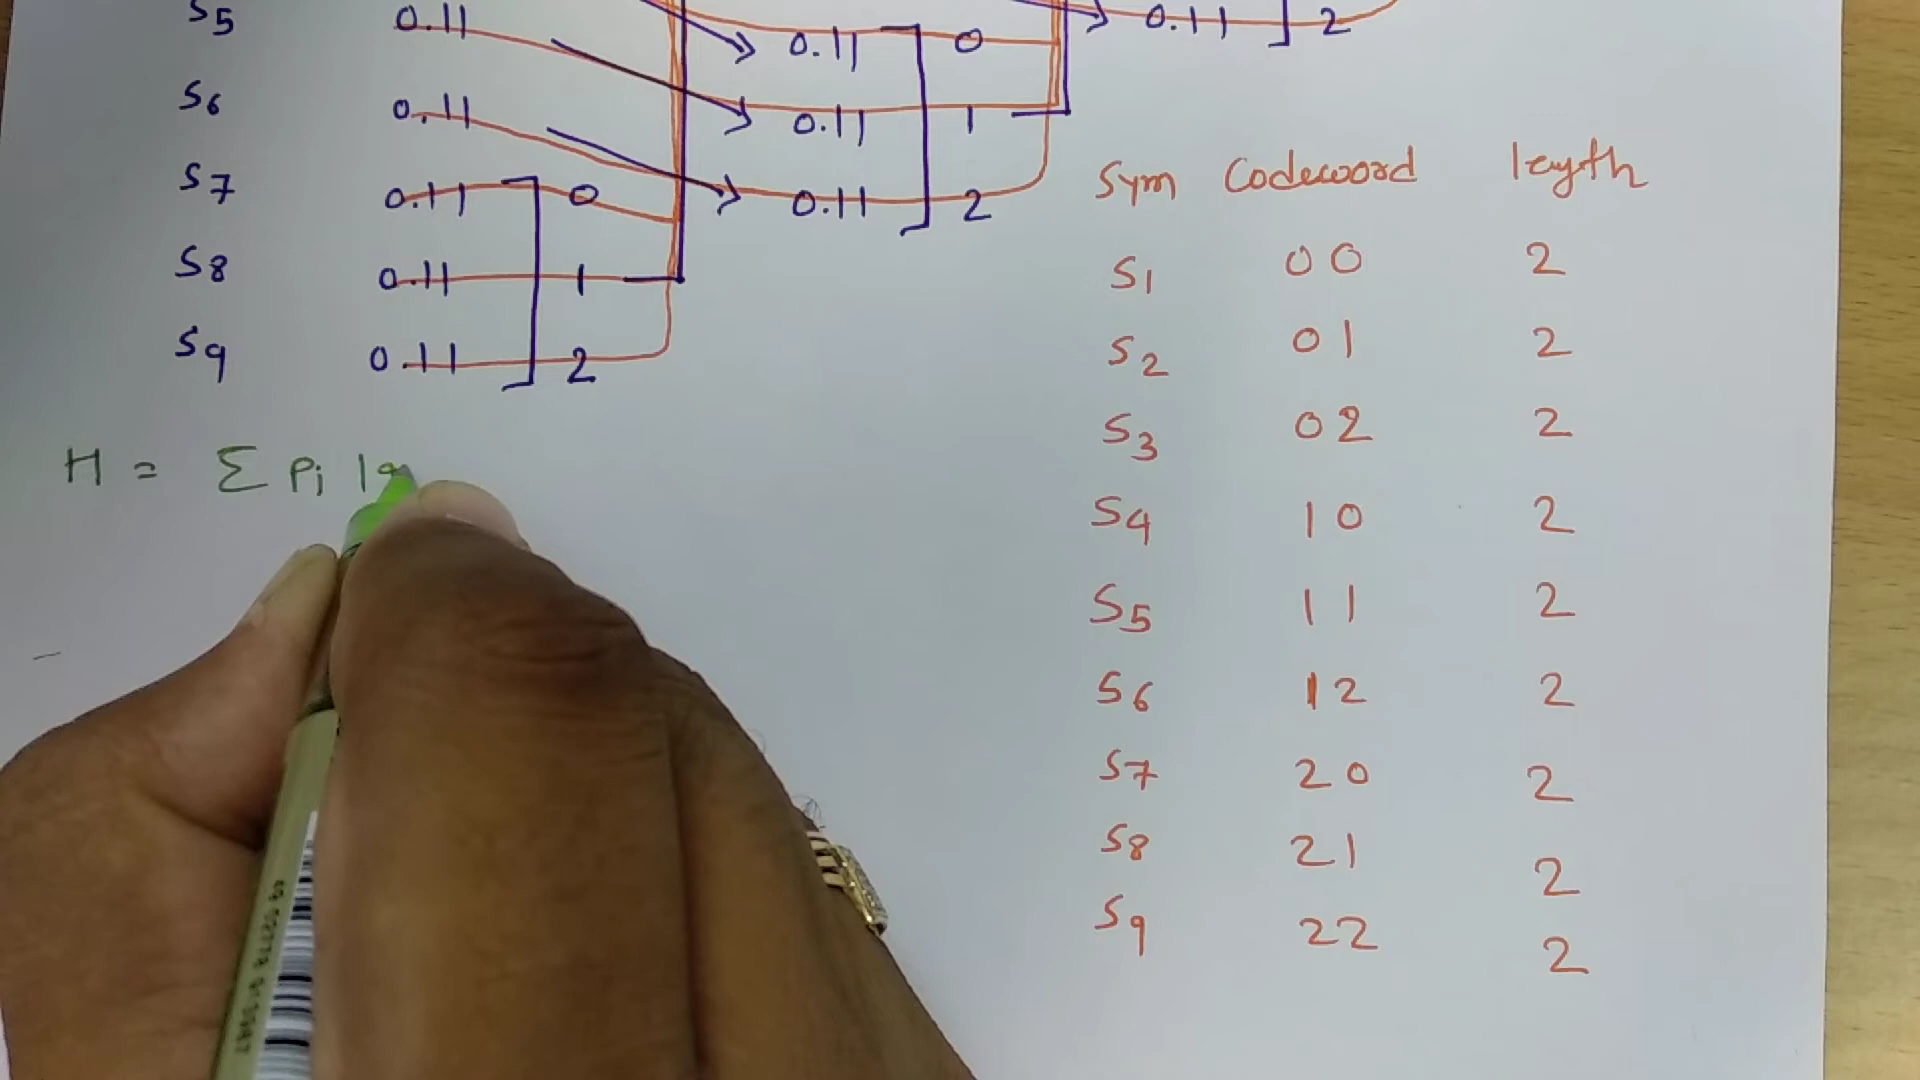 S5 0.11 0.11 0 0.11 2
S6 0.11 0.11 1
S7 0.11 0 0.11 2
S8 0.11 1
S9 0.11 2
H = Σ Pi
Sym Codeword length
S1 00 2
S2 01 2
S3 02 2
S4 10 2
S5 11 2
S6 12 2
S7 20 2
S8 21 2
S9 22 2